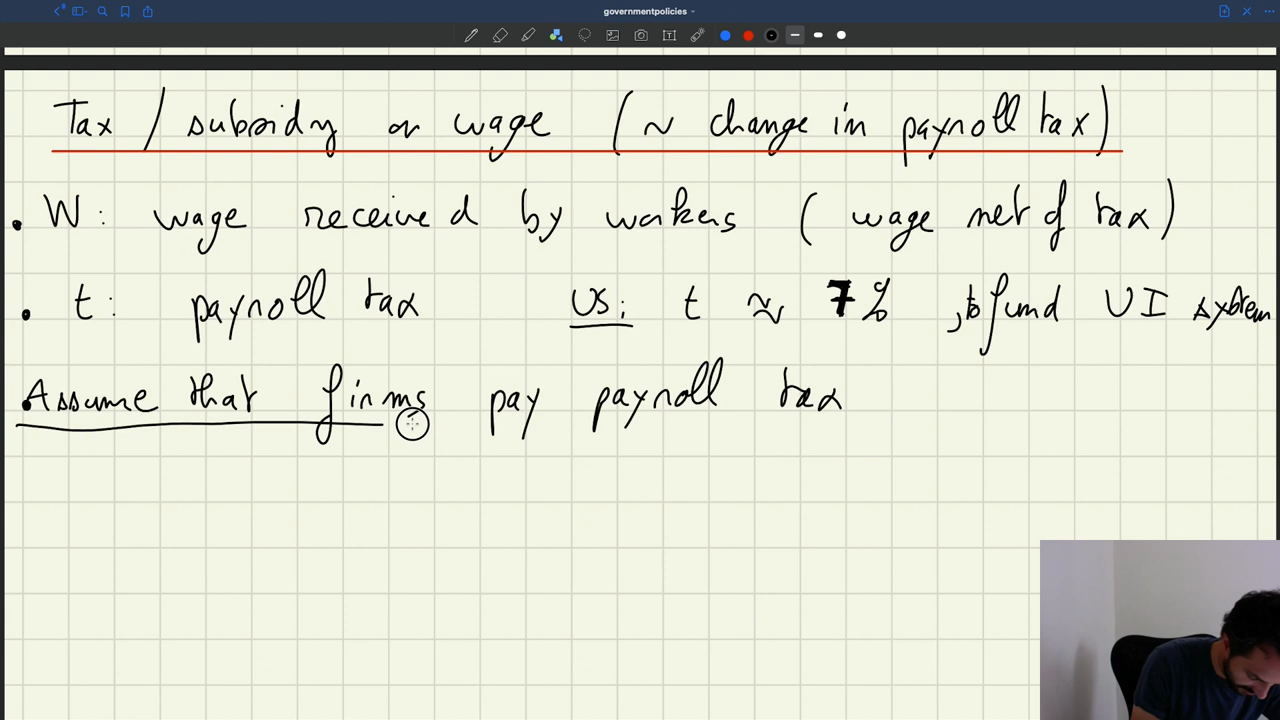 governmentpolicies
Tax / subsidy on wage (~ change in payroll tax)
• W: wage received by workers (wage net of tax)
• t: payroll tax US: t ≈ 7% , to fund UI system
• Assume that firms pay payroll tax